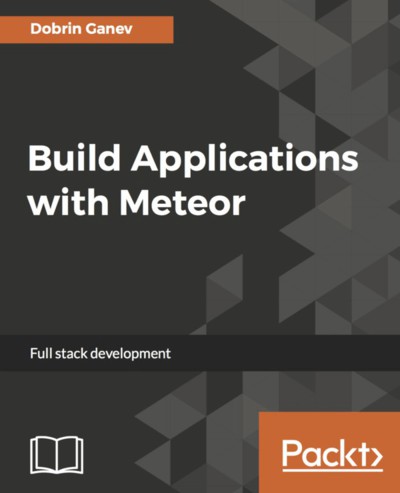 Dobrin Ganev
Build Applications
with Meteor
Full stack development
Packt>